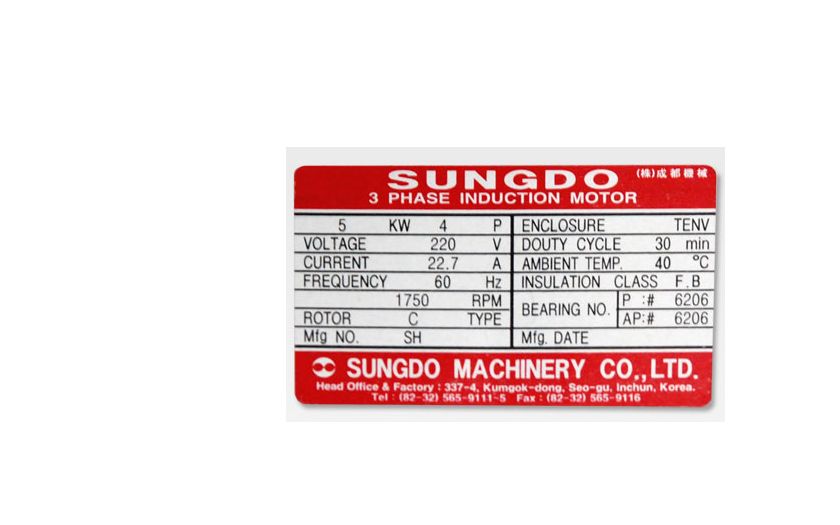 SUNGDO (株)成都機械
3 PHASE INDUCTION MOTOR
5 KW 4 P ENCLOSURE TENV
VOLTAGE 220 V DOUTY CYCLE 30 min
CURRENT 22.7 A AMBIENT TEMP. 40 °C
FREQUENCY 60 Hz INSULATION CLASS F.B
1750 RPM BEARING NO. P :# 6206
ROTOR C TYPE AP:# 6206
Mfg NO. SH Mfg. DATE
SUNGDO MACHINERY CO.,LTD.
Head Office & Factory : 337-4, Kumgok-dong, Seo-gu, Inchun, Korea.
Tel : (82-32) 565-9111~5 Fax : (82-32) 565-9116